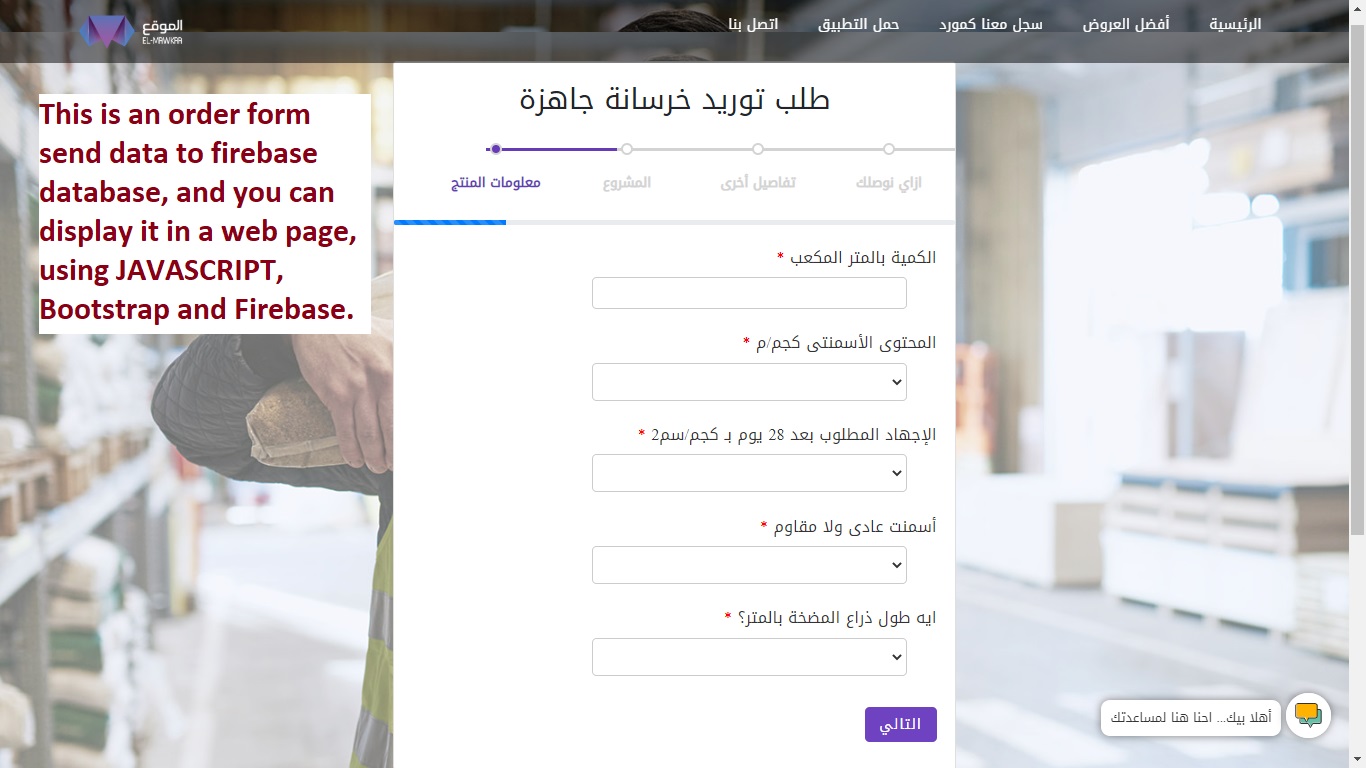 الرئيسية
أفضل العروض
سجل معنا كمورد
حمل التطبيق
اتصل بنا
الموقع
EL-MAWKAA
This is an order form
send data to firebase
database, and you can
display it in a web page,
using JAVASCRIPT,
Bootstrap and Firebase.
طلب توريد خرسانة جاهزة
معلومات المنتج
المشروع
تفاصيل أخرى
ازاي نوصلك
الكمية بالمتر المكعب *
المحتوى الأسمنتى كجم/م *
الإجهاد المطلوب بعد 28 يوم بـ كجم/سم2 *
أسمنت عادى ولا مقاوم *
ايه طول ذراع المضخة بالمتر؟ *
التالي
أهلا بيك... احنا هنا لمساعدتك